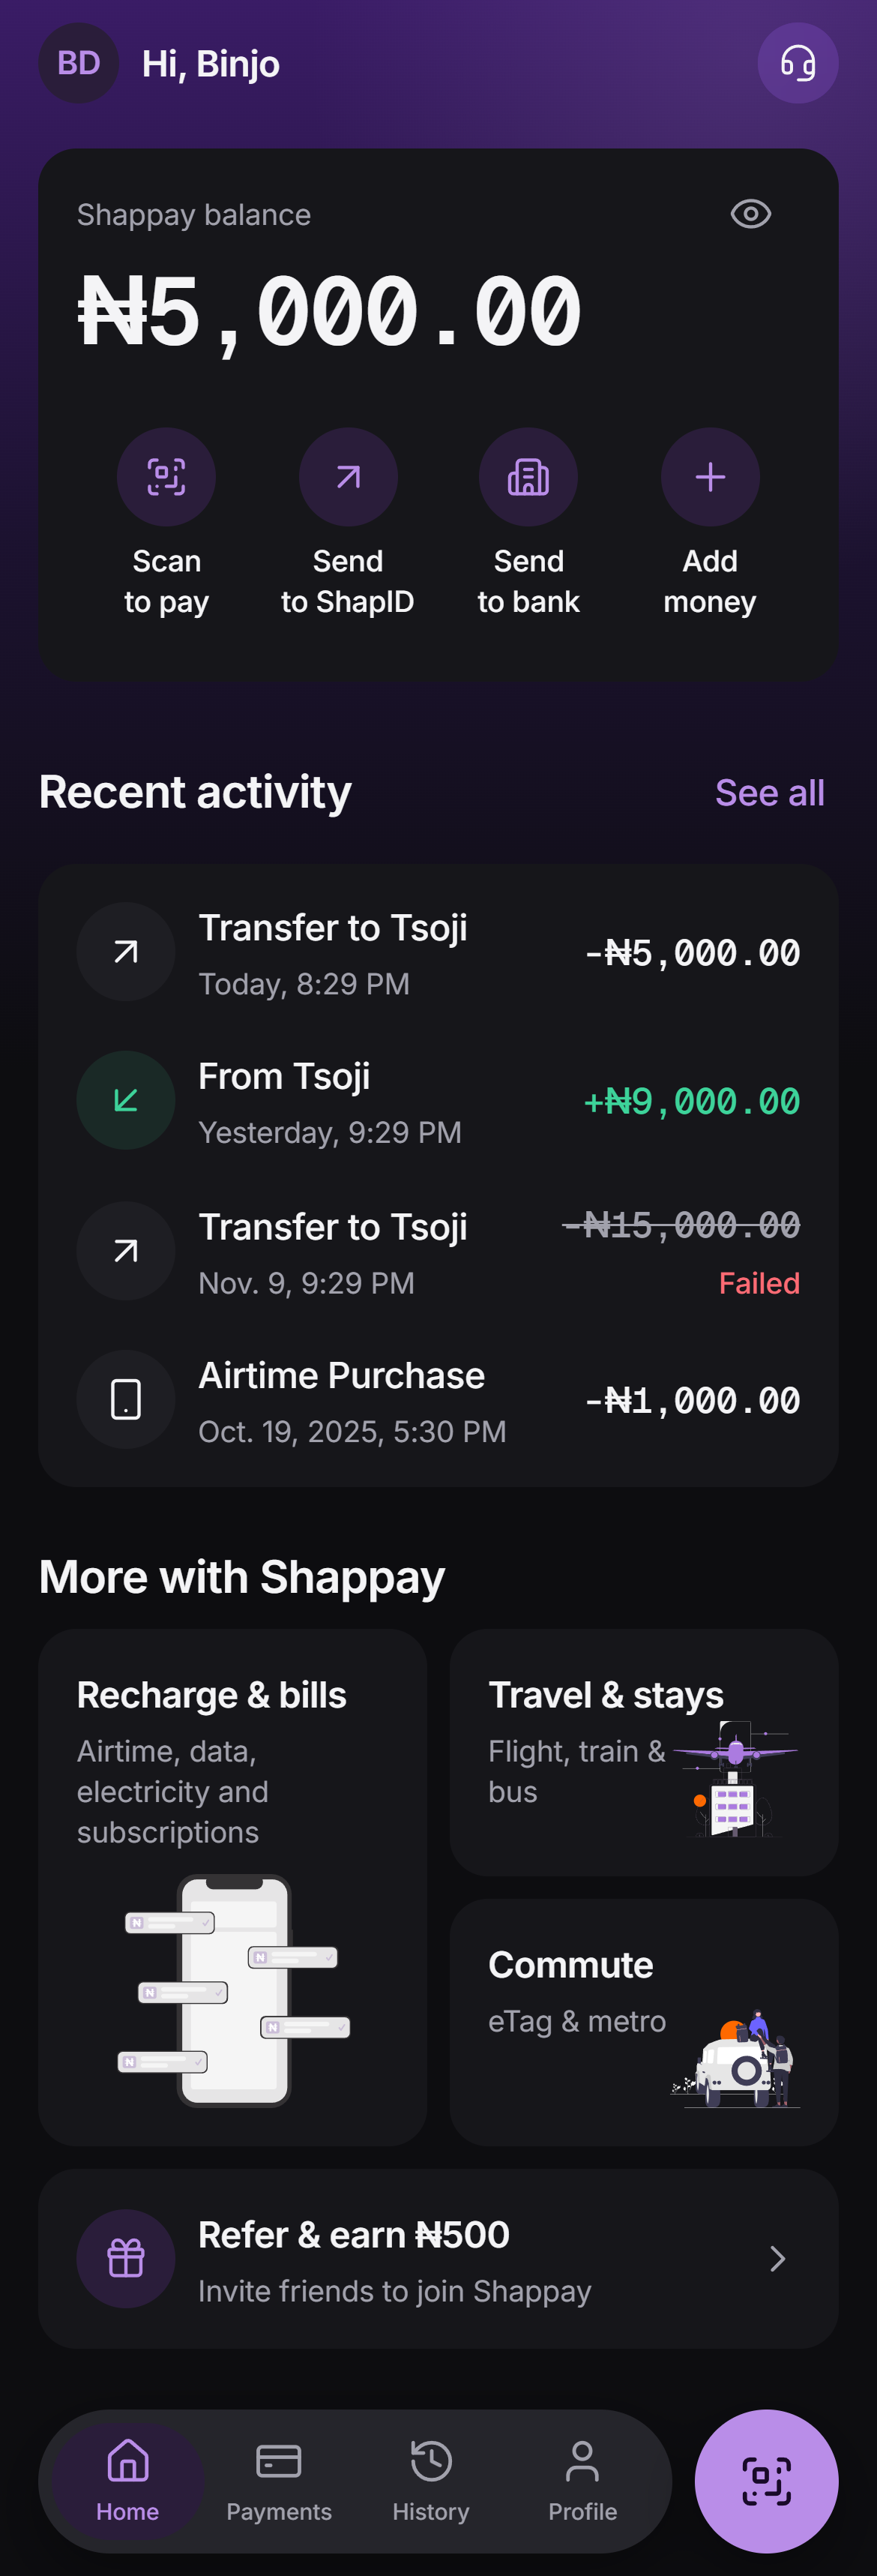 BD
Hi, Binjo
Shappay balance
₦5,000.00
Scan
to pay
Send
to ShapID
Send
to bank
Add
money
Recent activity
See all
Transfer to Tsoji
Today, 8:29 PM
-₦5,000.00
From Tsoji
Yesterday, 9:29 PM
+₦9,000.00
Transfer to Tsoji
Nov. 9, 9:29 PM
-₦15,000.00
Failed
Airtime Purchase
Oct. 19, 2025, 5:30 PM
-₦1,000.00
More with Shappay
Recharge & bills
Airtime, data,
electricity and
subscriptions
N
N
N
N
N
Travel & stays
Flight, train &
bus
Commute
eTag & metro
Refer & earn ₦500
Invite friends to join Shappay
Home
Payments
History
Profile